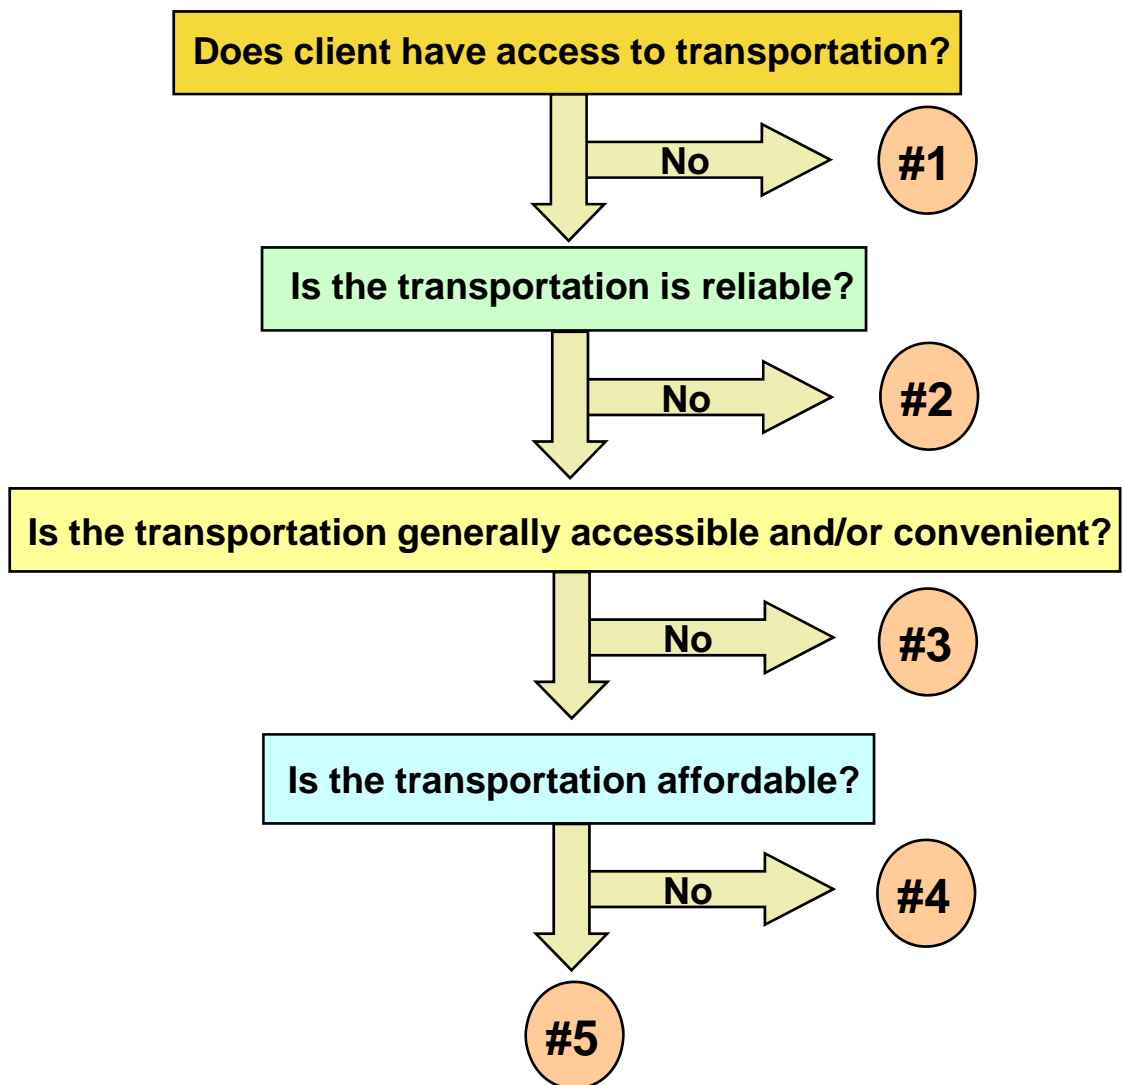 Does client have access to transportation?
No
#1
Is the transportation is reliable?
No
#2
Is the transportation generally accessible and/or convenient?
No
#3
Is the transportation affordable?
No
#4
#5